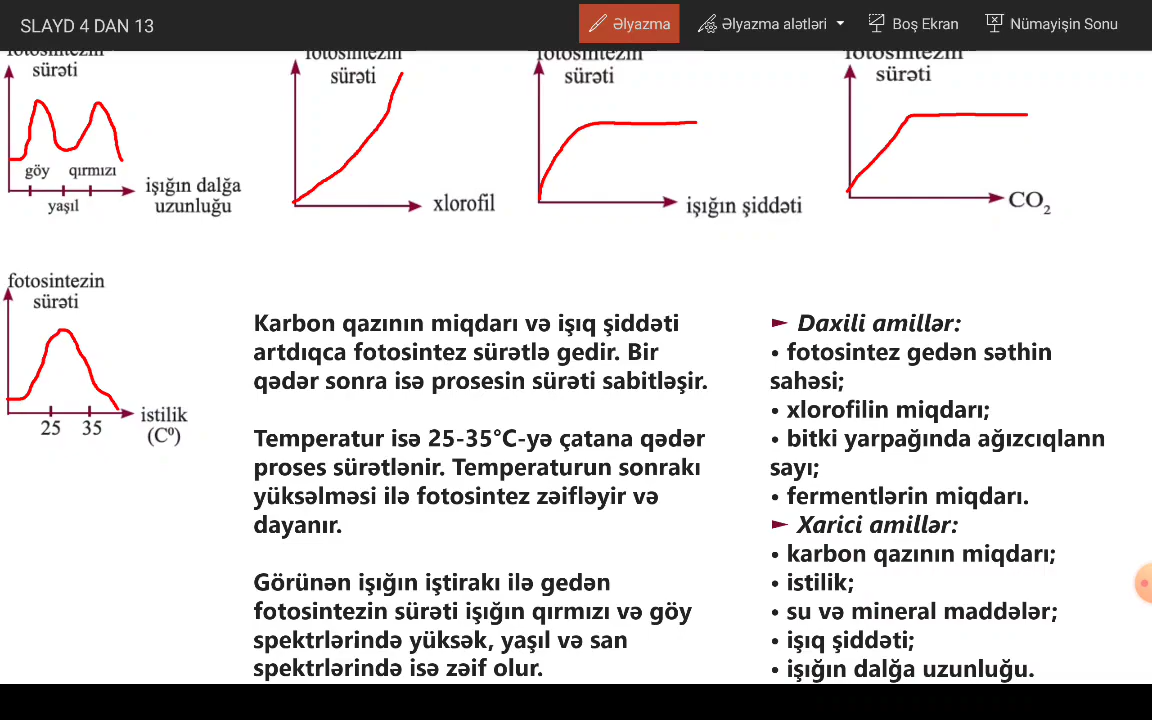 SLAYD 4 DAN 13
Əlyazma
Əlyazma alətləri
Boş Ekran
Nümayişin Sonu
fotosintezin
sürəti
göy
qırmızı
yaşıl
işığın dalğa
uzunluğu
fotosintezin
sürəti
xlorofil
fotosintezin
sürəti
işığın şiddəti
fotosintezin
sürəti
CO₂
fotosintezin
sürəti
25 35
istilik
(C⁰)
Karbon qazının miqdarı və işıq şiddəti
artdıqca fotosintez sürətlə gedir. Bir
qədər sonra isə prosesin sürəti sabitləşir.
Temperatur isə 25-35°C-yə çatana qədər
proses sürətlənir. Temperaturun sonrakı
yüksəlməsi ilə fotosintez zəifləyir və
dayanır.
Görünən işığın iştirakı ilə gedən
fotosintezin sürəti işığın qırmızı və göy
spektrlərində yüksək, yaşıl və san
spektrlərində isə zəif olur.
► Daxili amillər:
• fotosintez gedən səthin
sahəsi;
• xlorofilin miqdarı;
• bitki yarpağında ağızcıqlann
sayı;
• fermentlərin miqdarı.
► Xarici amillər:
• karbon qazının miqdarı;
• istilik;
• su və mineral maddələr;
• işıq şiddəti;
• işığın dalğa uzunluğu.